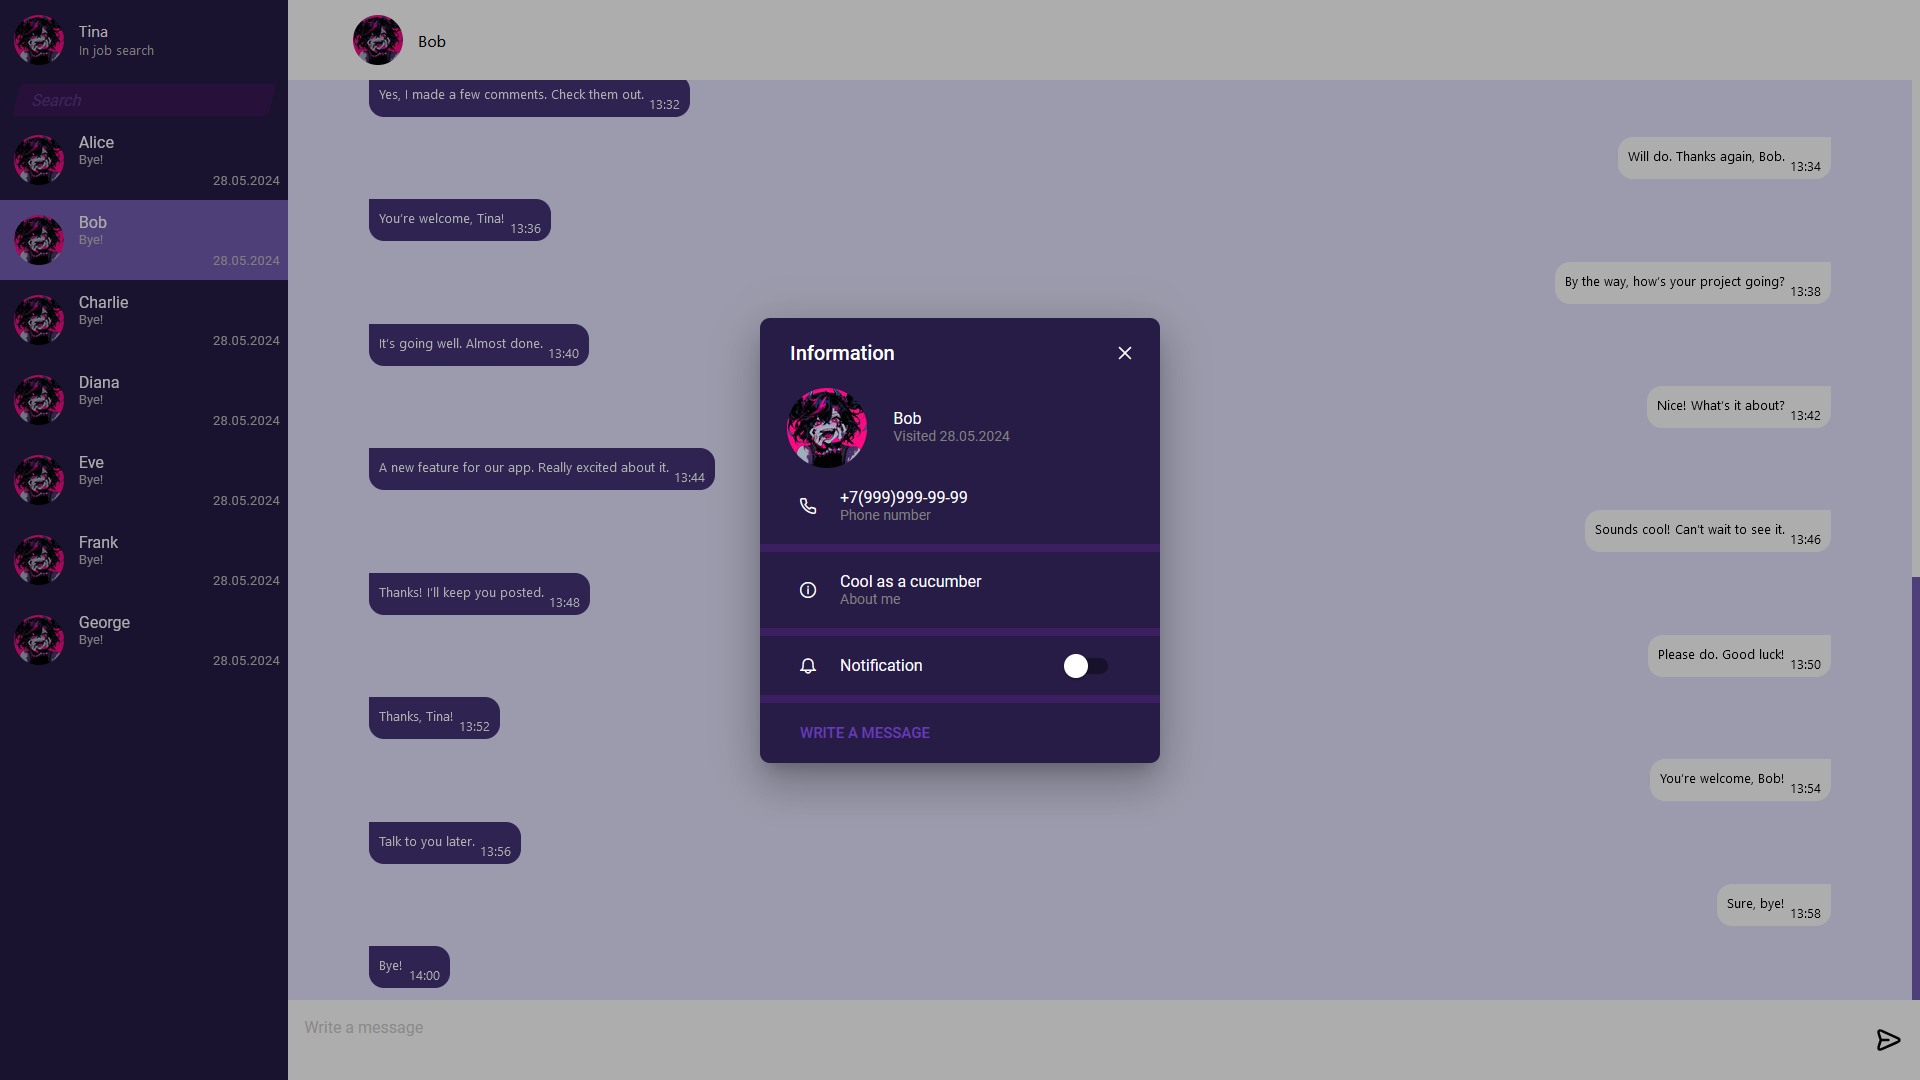 Tina
In job search
Search
Alice
Bye!
28.05.2024
Bob
Bye!
28.05.2024
Charlie
Bye!
28.05.2024
Diana
Bye!
28.05.2024
Eve
Bye!
28.05.2024
Frank
Bye!
28.05.2024
George
Bye!
28.05.2024
Bob
Yes, I made a few comments. Check them out. 13:32
Will do. Thanks again, Bob. 13:34
You're welcome, Tina! 13:36
By the way, how's your project going? 13:38
It's going well. Almost done. 13:40
Nice! What's it about? 13:42
A new feature for our app. Really excited about it. 13:44
Sounds cool! Can't wait to see it. 13:46
Thanks! I'll keep you posted. 13:48
Please do. Good luck! 13:50
Thanks, Tina! 13:52
You're welcome, Bob! 13:54
Talk to you later. 13:56
Sure, bye! 13:58
Bye! 14:00
Write a message
Information
Bob
Visited 28.05.2024
+7(999)999-99-99
Phone number
Cool as a cucumber
About me
Notification
WRITE A MESSAGE